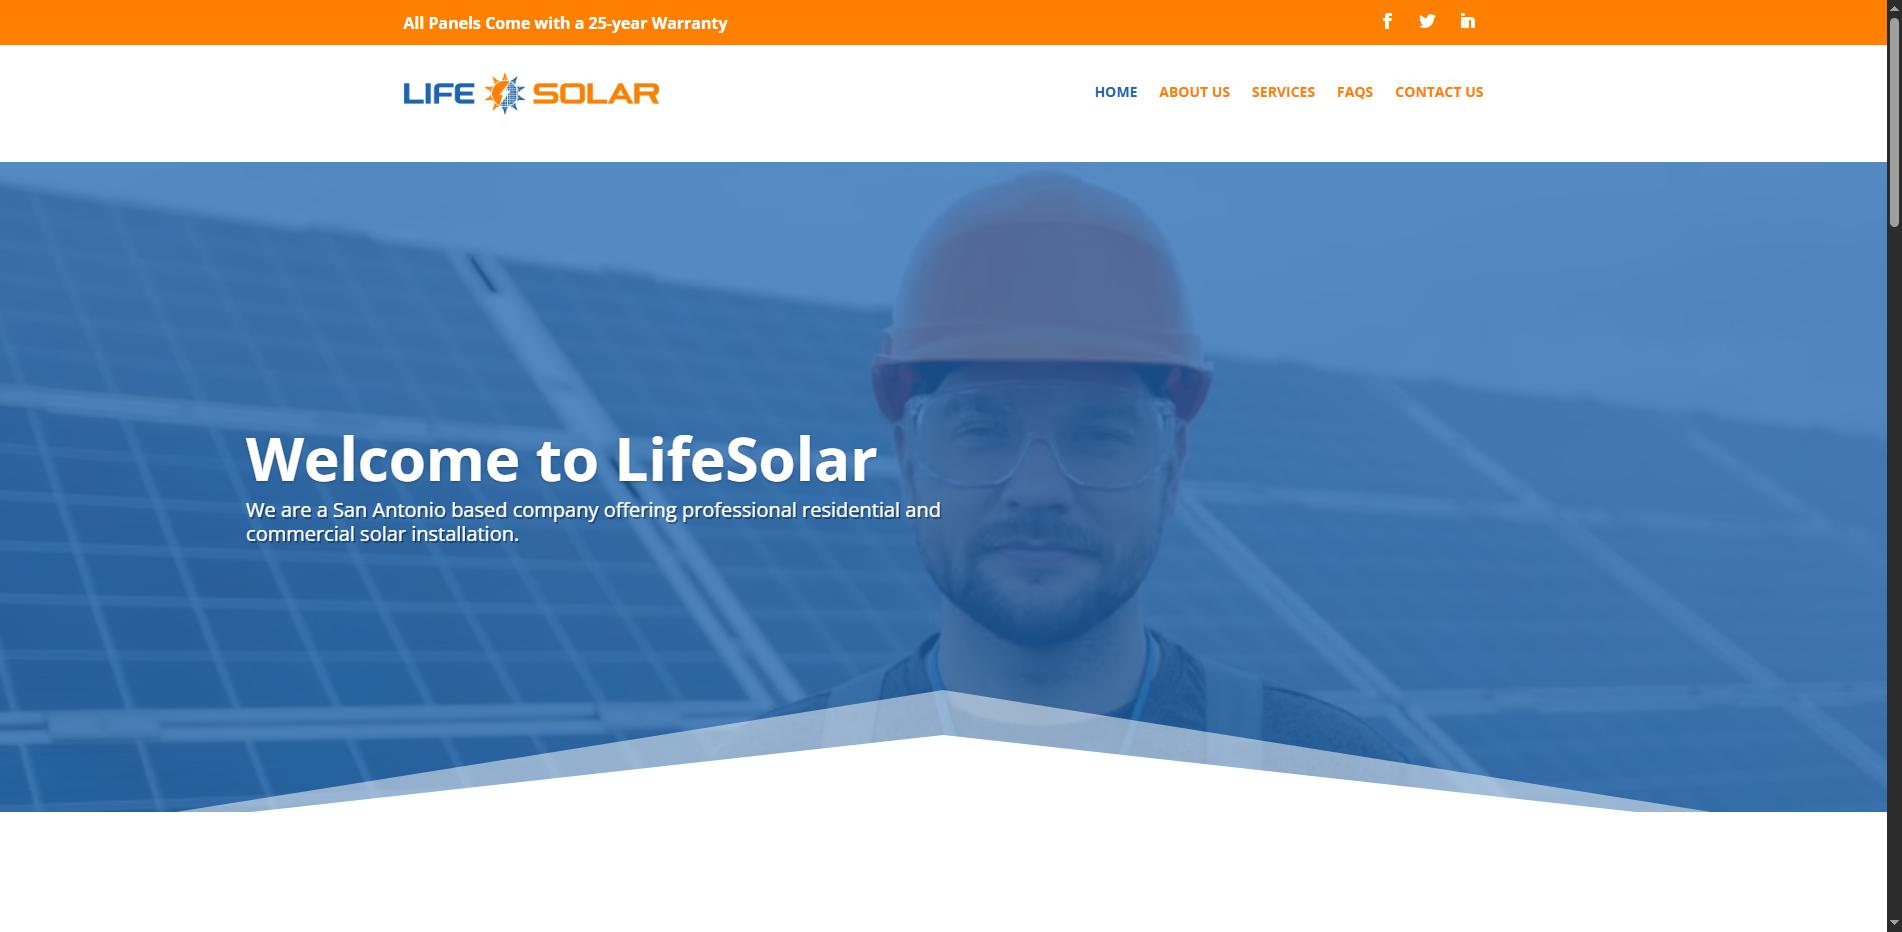 All Panels Come with a 25-year Warranty
LIFE SOLAR
HOME ABOUT US SERVICES FAQS CONTACT US
Welcome to LifeSolar
We are a San Antonio based company offering professional residential and
commercial solar installation.